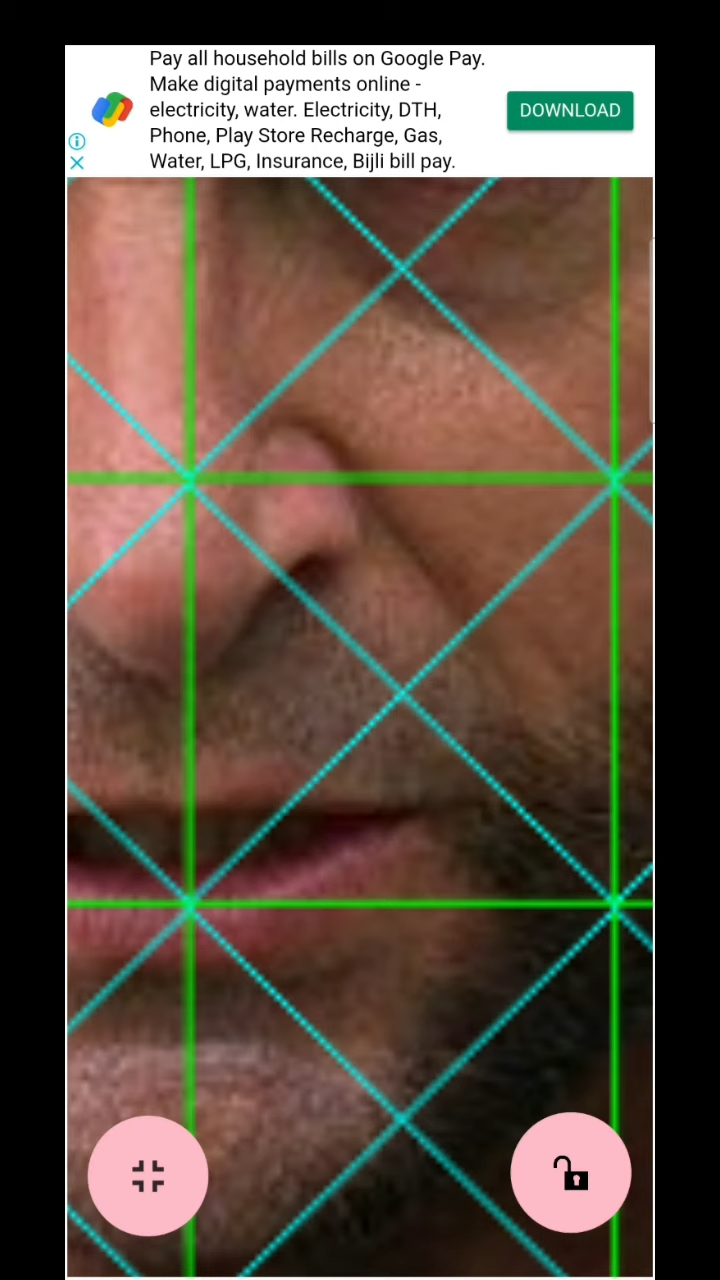 Pay all household bills on Google Pay.
Make digital payments online -
electricity, water. Electricity, DTH,
Phone, Play Store Recharge, Gas,
Water, LPG, Insurance, Bijli bill pay.
DOWNLOAD